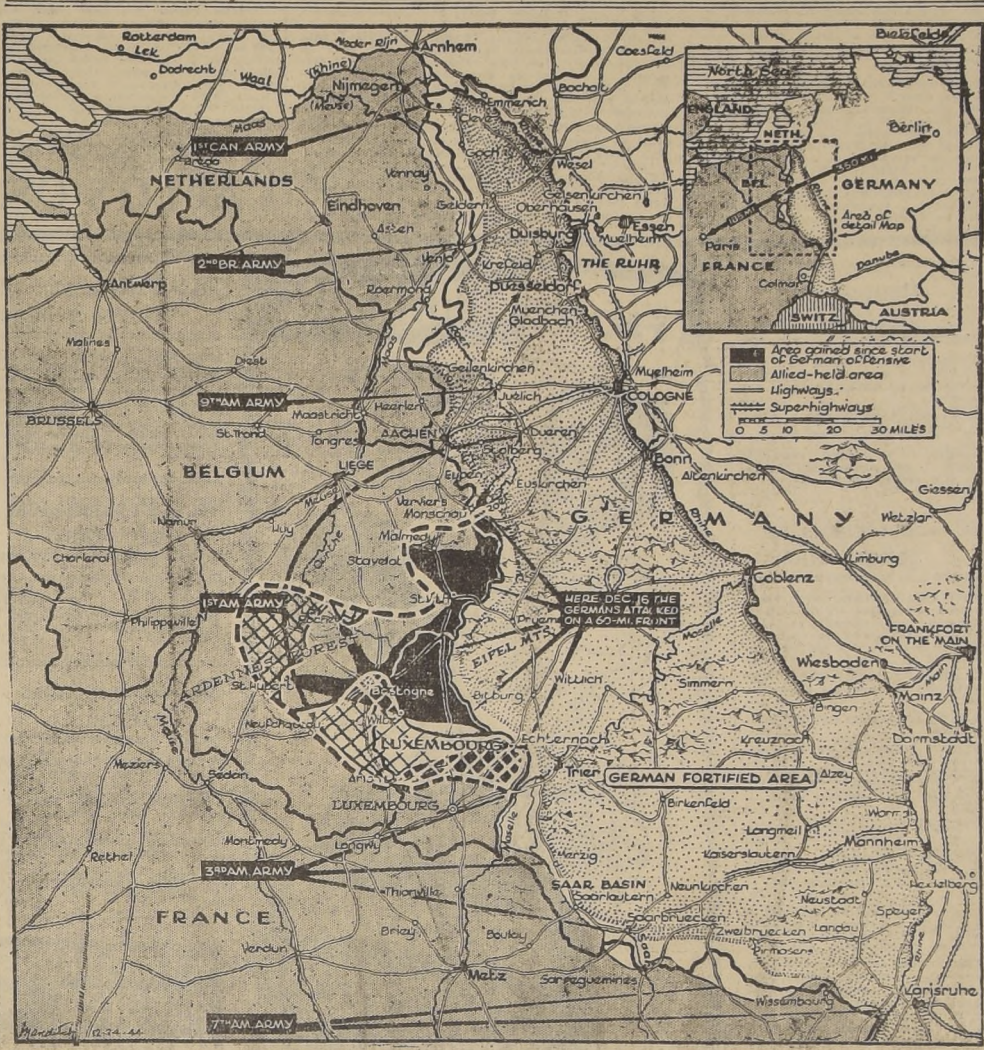 Rotterdam
Lek
Neder Rijn
Arnhem
Coesfeld
Bielefeld
Dodrecht
Waal
(Rhine)
Nijmegen
(Meuse)
Emmerich
Bocholt
Cleve
Maas
1ST CAN. ARMY
Breda
NETHERLANDS
Venray
Wesel
Geldern
Gelsenkirchen
Oberhausen
Eindhoven
Duisburg
Essen
Muelheim
2ND BR. ARMY
Venlo
Krefeld
THE RUHR
Antwerp
Roermond
Duesseldorf
Muenchen
Gladbach
North Sea
ENGLAND
NETH.
Berlin
BEL.
GERMANY
Area of
detail Map
Paris
FRANCE
Danube
Colmar
SWITZ.
AUSTRIA
Area gained since start
of German offensive
Allied-held area
Highways
Superhighways
0 5 10 20 30 MILES
Malines
Diest
Maas
Geilenkirchen
Juelich
Muelheim
COLOGNE
9TH AM. ARMY
Heerlen
BRUSSELS
Maastricht
St. Trond
Tongres
AACHEN
Dueren
Stolberg
BELGIUM
LIEGE
Bonn
Altenkirchen
Meuse
Euskirchen
Giessen
Verviers
Monschau
Namur
Huy
GERMANY
Rhine
Wetzlar
Charleroi
Ourthe
Malmedy
Stavelot
Limburg
Coblenz
1ST AM. ARMY
St. Vith
HERE DEC. 16 THE
GERMANS ATTACKED
ON A 60-MI. FRONT
Philippeville
Pruem
Moselle
FRANKFORT
ON THE MAIN
EIFEL MTS.
ARDENNES FOREST
Wiesbaden
St. Hubert
Bastogne
Wittlich
Simmern
Bitburg
Mainz
Main
Bingen
Neufchateau
Wiltz
Meuse
LUXEMBOURG
Echternach
Kreuznach
Darmstadt
Meziers
Sedan
Arlon
Trier
GERMAN FORTIFIED AREA
Alzey
LUXEMBOURG
Birkenfeld
Worms
Montmedy
Longwy
Moselle
Langmeil
Mannheim
Rethel
Merzig
Kaiserslautern
3RD AM. ARMY
Thionville
SAAR BASIN
Saarlautern
Neunkirchen
Heidelberg
Neustadt
Speyer
FRANCE
Briey
Boulay
Saarbruecken
Zweibruecken
Landau
Verdun
Saar
Pirmasens
Rhine
Metz
Sarreguemines
Wissembourg
Karlsruhe
7TH AM. ARMY
12-24-44